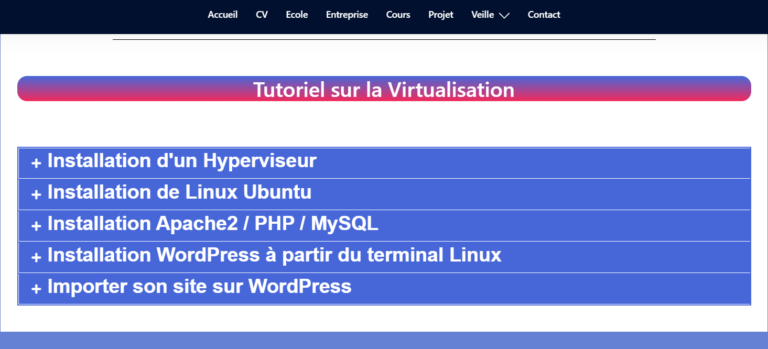 Accueil CV Ecole Entreprise Cours Projet Veille Contact
Tutoriel sur la Virtualisation
+ Installation d'un Hyperviseur
+ Installation de Linux Ubuntu
+ Installation Apache2 / PHP / MySQL
+ Installation WordPress à partir du terminal Linux
+ Importer son site sur WordPress